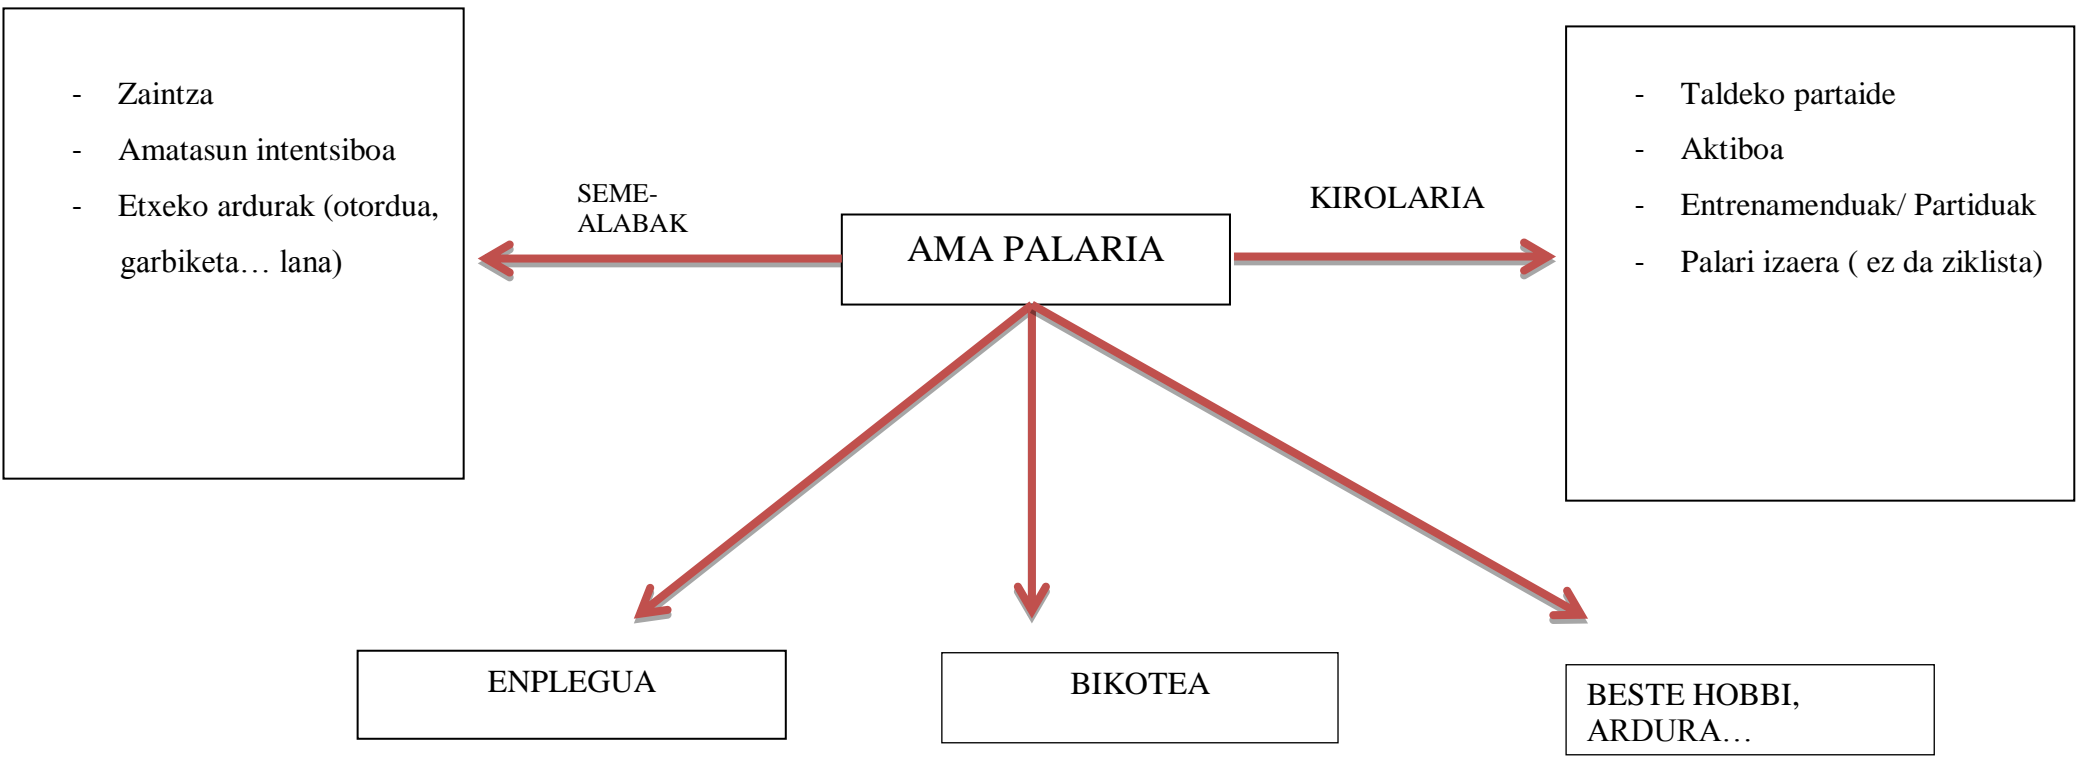 - Zaintza
- Amatasun intentsiboa
- Etxeko ardurak (otordua,
garbiketa… lana)
SEME-
ALABAK
AMA PALARIA
KIROLARIA
- Taldeko partaide
- Aktiboa
- Entrenamenduak/ Partiduak
- Palari izaera ( ez da ziklista)
ENPLEGUA
BIKOTEA
BESTE HOBBI,
ARDURA…